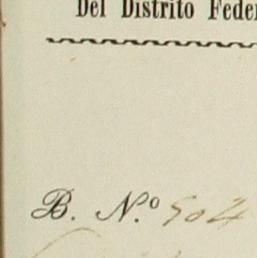 Del Distrito Feder
B. N.º 504